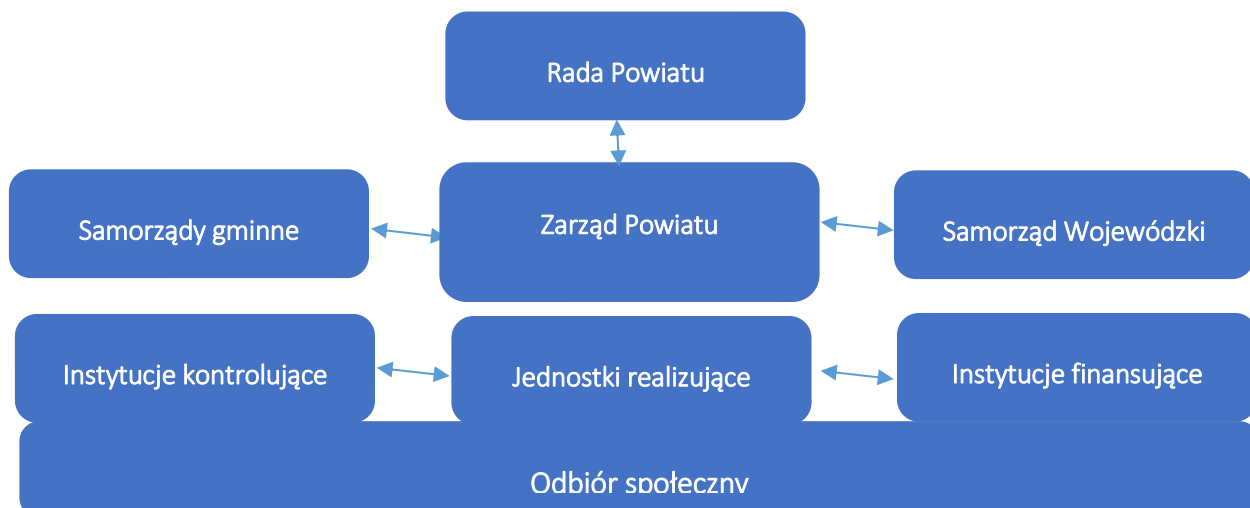 Rada Powiatu
Samorządy gminne
Zarząd Powiatu
Samorząd Wojewódzki
Instytucje kontrolujące
Jednostki realizujące
Instytucje finansujące
Odbiór społeczny